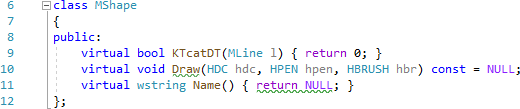 6 class MShape
7 {
8 public:
9 virtual bool KTcatDT(MLine l) { return 0; }
10 virtual void Draw(HDC hdc, HPEN hpen, HBRUSH hbr) const = NULL;
11 virtual wstring Name() { return NULL; }
12 };